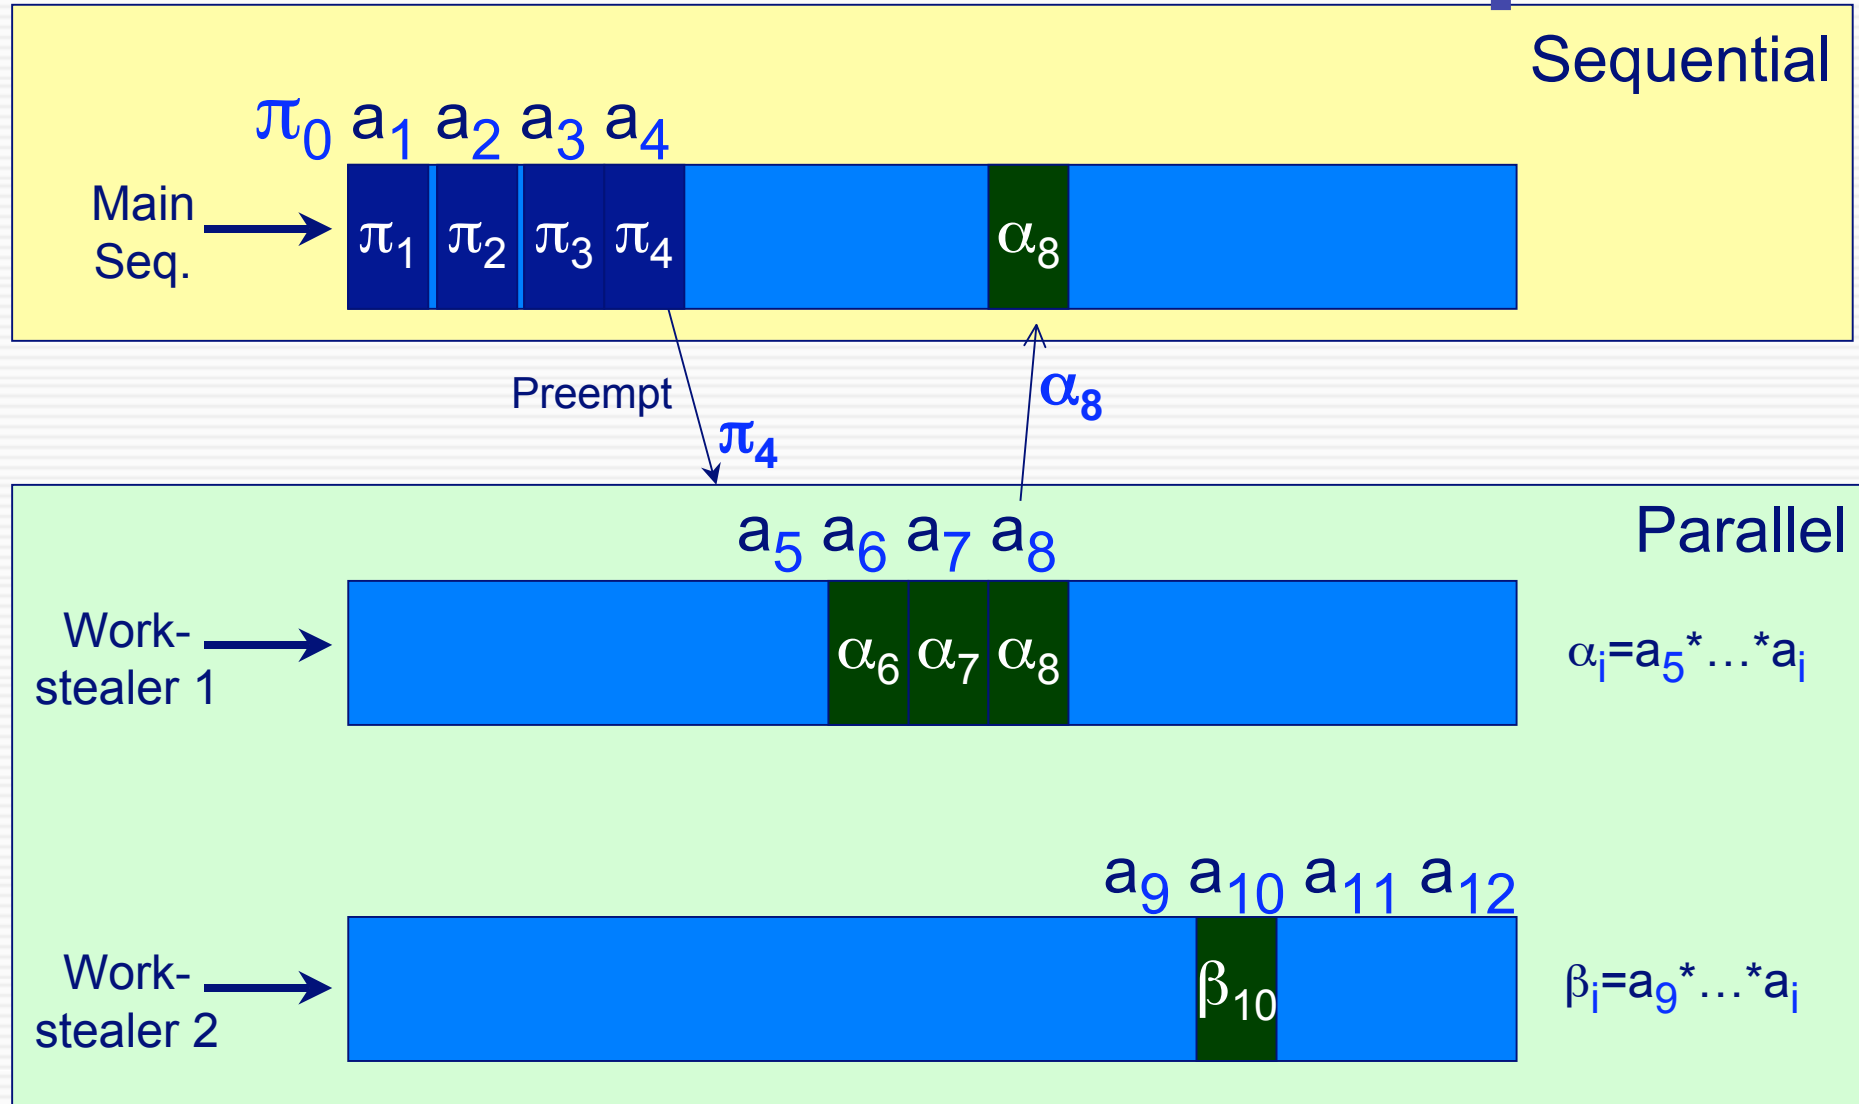 Sequential
π₀ a₁ a₂ a₃ a₄
Main
Seq.
π₁ π₂ π₃ π₄ α₈
Preempt
α₈
π₄
Parallel
a₅ a₆ a₇ a₈
Work-
stealer 1
α₆ α₇ α₈
αᵢ=a₅*…*aᵢ
a₉ a₁₀ a₁₁ a₁₂
Work-
stealer 2
β₁₀
βᵢ=a₉*…*aᵢ